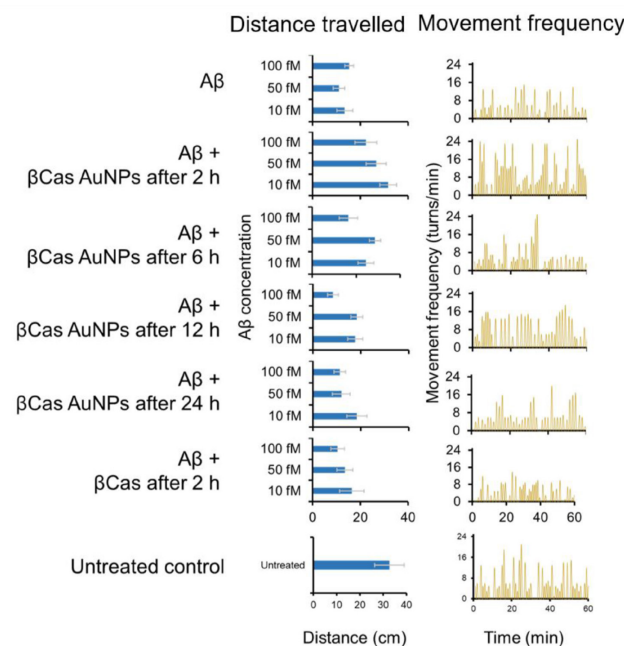 Distance travelled
Movement frequency
Aβ
100 fM
50 fM
10 fM
24
16
8
0
Aβ +
βCas AuNPs after 2 h
100 fM
50 fM
10 fM
24
16
8
0
Aβ +
βCas AuNPs after 6 h
100 fM
50 fM
10 fM
24
16
8
0
Aβ +
βCas AuNPs after 12 h
100 fM
50 fM
10 fM
24
16
8
0
Aβ +
βCas AuNPs after 24 h
100 fM
50 fM
10 fM
24
16
8
0
Aβ +
βCas after 2 h
100 fM
50 fM
10 fM
0
20
40
24
16
8
0
0
20
40
60
Aβ concentration
Movement frequency (turns/min)
Untreated control
Untreated
0
10
20
30
40
24
16
8
0
0
20
40
60
Distance (cm)
Time (min)